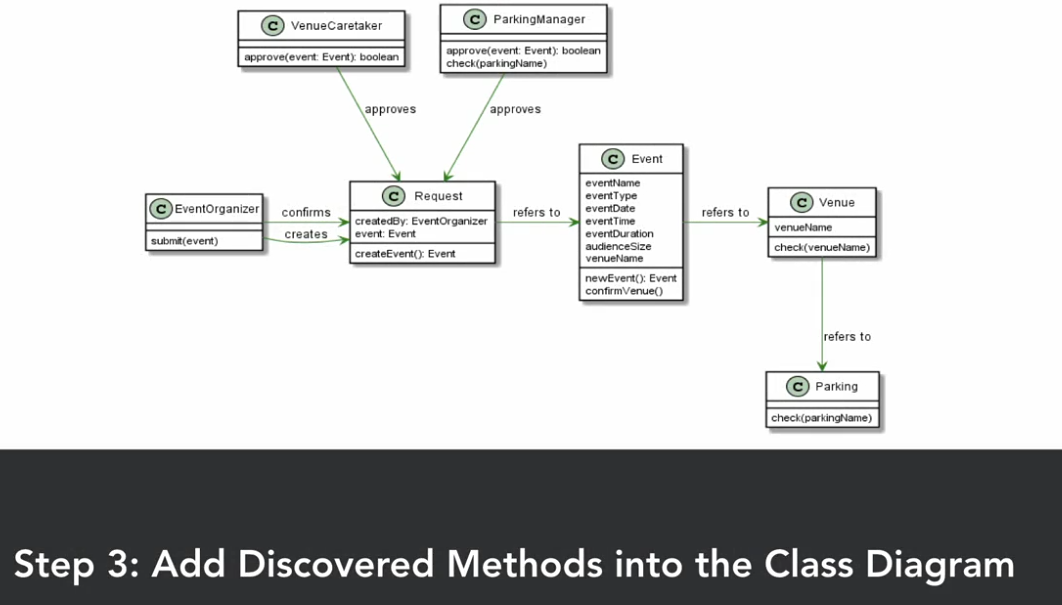 C VenueCaretaker
approve(event: Event): boolean
C ParkingManager
approve(event: Event): boolean
check(parkingName)
approves
approves
C EventOrganizer
submit(event)
confirms
creates
C Request
createdBy: EventOrganizer
event: Event
createEvent(): Event
refers to
C Event
eventName
eventType
eventDate
eventTime
eventDuration
audienceSize
venueName
newEvent(): Event
confirmVenue()
refers to
C Venue
venueName
check(venueName)
refers to
C Parking
check(parkingName)
Step 3: Add Discovered Methods into the Class Diagram